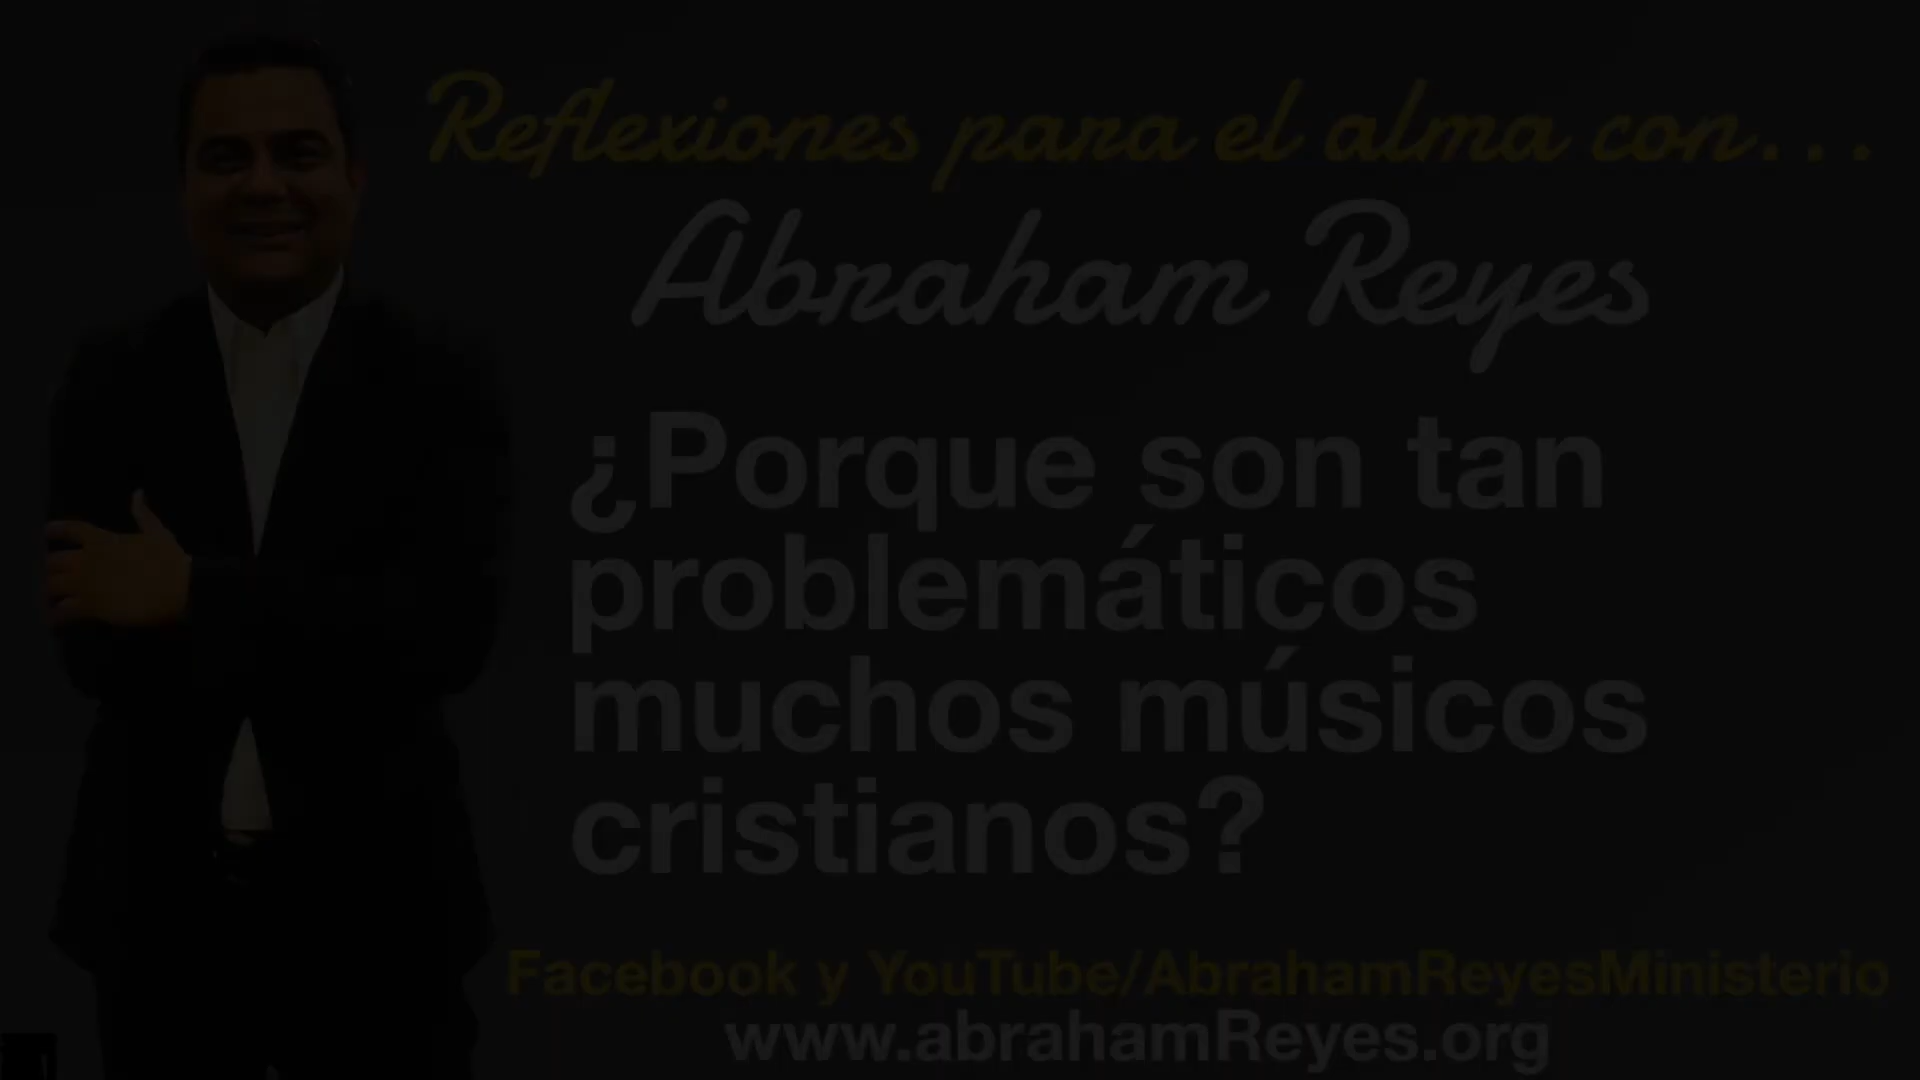 Reflexiones para el alma con...
Abraham Reyes
¿Porque son tan
problemáticos
muchos músicos
cristianos?
Facebook y YouTube/AbrahamReyesMinisterio
www.abrahamReyes.org